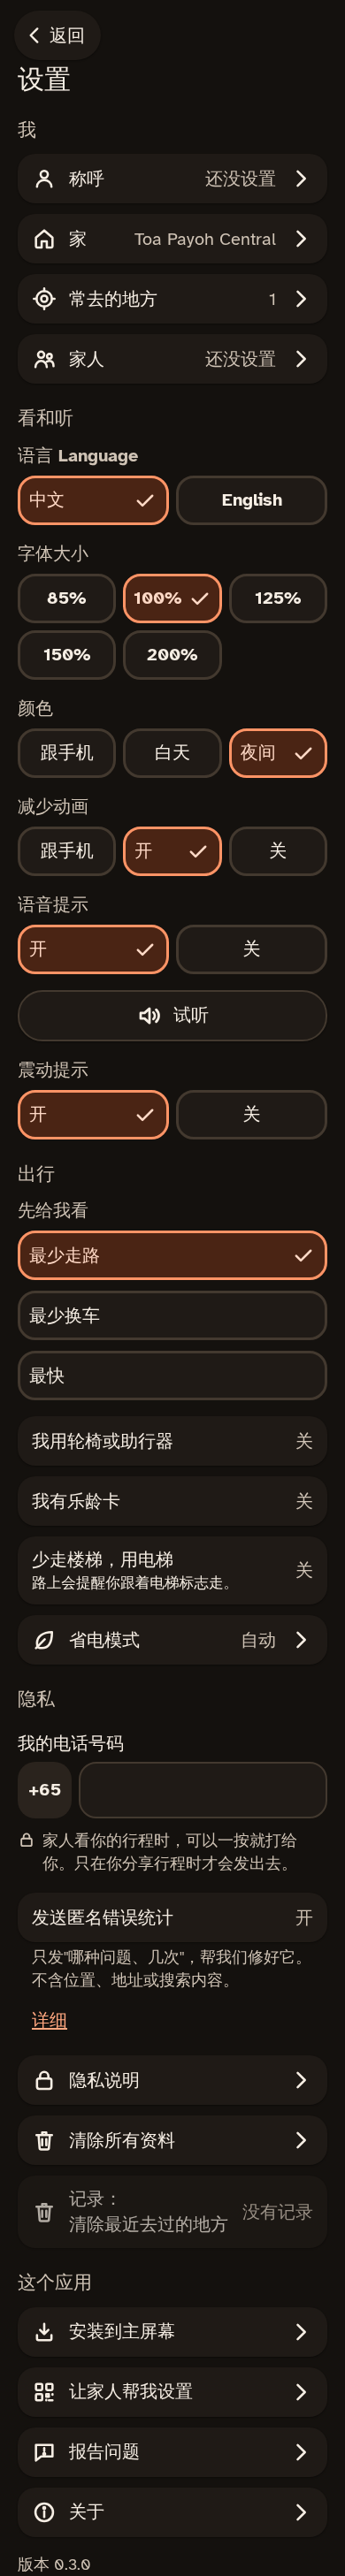 返回
设置
我
称呼 还没设置
家 Toa Payoh Central
常去的地方 1
家人 还没设置
看和听
语言 Language
中文 English
字体大小
85% 100% 125%
150% 200%
颜色
跟手机 白天 夜间
减少动画
跟手机 开 关
语音提示
开 关
试听
震动提示
开 关
出行
先给我看
最少走路
最少换车
最快
我用轮椅或助行器 关
我有乐龄卡 关
少走楼梯，用电梯 关
路上会提醒你跟着电梯标志走。
省电模式 自动
隐私
我的电话号码
+65
家人看你的行程时，可以一按就打给
你。只在你分享行程时才会发出去。
发送匿名错误统计 开
只发"哪种问题、几次"，帮我们修好它。
不含位置、地址或搜索内容。
详细
隐私说明
清除所有资料
记录：
清除最近去过的地方 没有记录
这个应用
安装到主屏幕
让家人帮我设置
报告问题
关于
版本 0.3.0